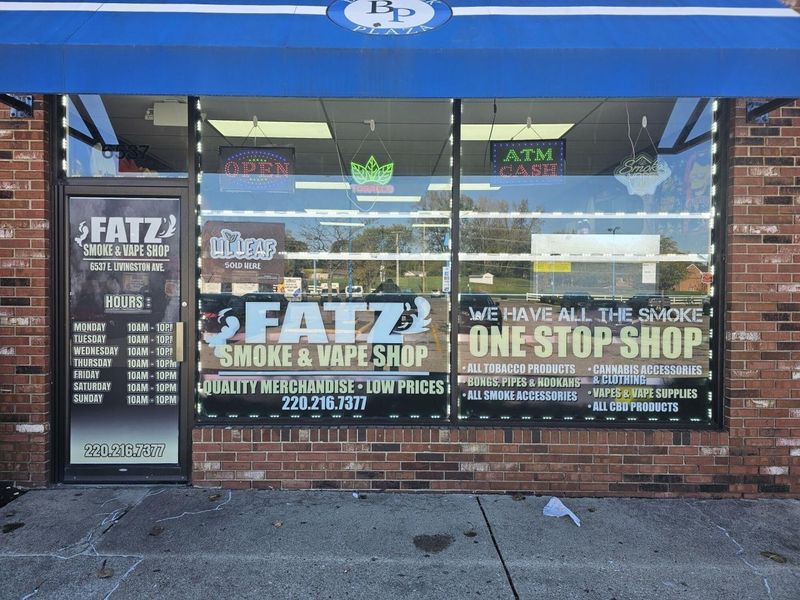 BP
PLAZA
6537
OPEN
TOBACCO
ATM
CASH
Smoke
FATZ'
SMOKE & VAPE SHOP
6537 E. LIVINGSTON AVE.
HOURS:
MONDAY 10AM - 10PM
TUESDAY 10AM - 10PM
WEDNESDAY 10AM - 10PM
THURSDAY 10AM - 10PM
FRIDAY 10AM - 10PM
SATURDAY 10AM - 10PM
SUNDAY 10AM - 10PM
220.216.7377
LIL LEAF
SOLD HERE
FATZ'
SMOKE & VAPE SHOP
QUALITY MERCHANDISE • LOW PRICES
220.216.7377
WE HAVE ALL THE SMOKE
ONE STOP SHOP
• ALL TOBACCO PRODUCTS
BONGS, PIPES & HOOKAHS
• ALL SMOKE ACCESSORIES
• CANNABIS ACCESSORIES
& CLOTHING
• VAPES & VAPE SUPPLIES
• ALL CBD PRODUCTS